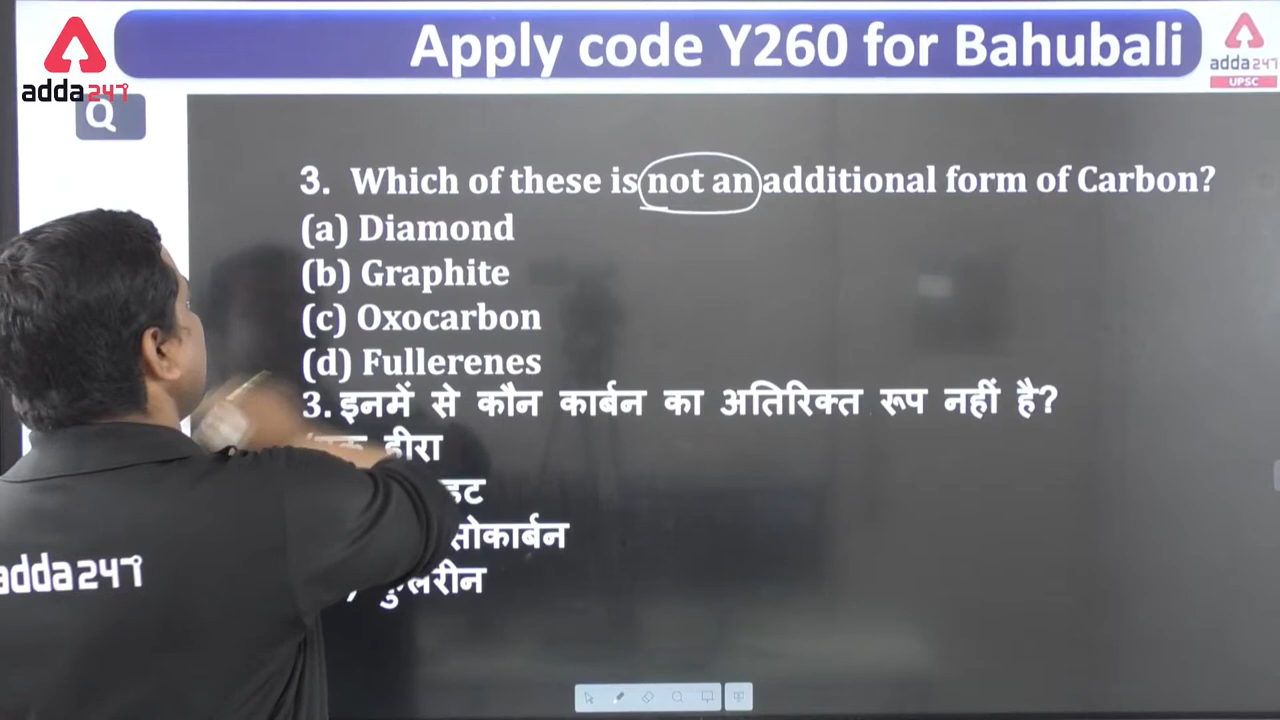 Apply code Y260 for Bahubali
adda247
adda247
UPSC
Q
3. Which of these is not an additional form of Carbon?
(a) Diamond
(b) Graphite
(c) Oxocarbon
(d) Fullerenes
3. इनमें से कौन कार्बन का अतिरिक्त रूप नहीं है?
हीरा
adda247